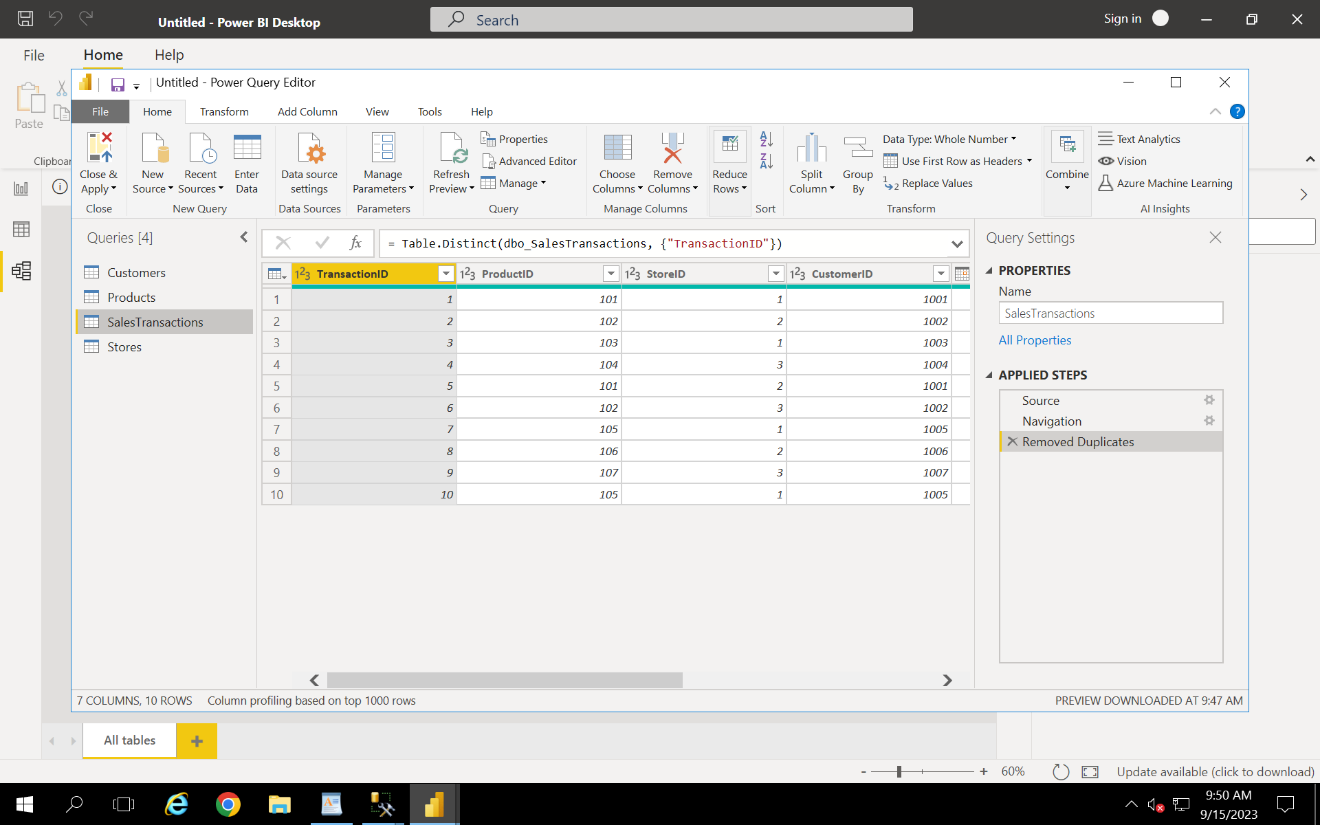 Untitled - Power BI Desktop
Search
Sign in
File
Home
Help
Paste
Clipboar
Untitled - Power Query Editor
File
Home
Transform
Add Column
View
Tools
Help
Close &
Apply
Close
New
Source
Recent
Sources
Enter
Data
New Query
Data source
settings
Data Sources
Manage
Parameters
Parameters
Refresh
Preview
Properties
Advanced Editor
Manage
Query
Choose
Columns
Remove
Columns
Manage Columns
Reduce
Rows
Sort
Split
Column
Group
By
Data Type: Whole Number
Use First Row as Headers
Replace Values
Transform
Combine
Text Analytics
Vision
Azure Machine Learning
AI Insights
Queries [4]
Customers
Products
SalesTransactions
Stores
fx
= Table.Distinct(dbo_SalesTransactions, {"TransactionID"})
TransactionID ProductID StoreID CustomerID
1 1 101 1 1001
2 2 102 2 1002
3 3 103 1 1003
4 4 104 3 1004
5 5 101 2 1001
6 6 102 3 1002
7 7 105 1 1005
8 8 106 2 1006
9 9 107 3 1007
10 10 105 1 1005
Query Settings
PROPERTIES
Name
SalesTransactions
All Properties
APPLIED STEPS
Source
Navigation
Removed Duplicates
7 COLUMNS, 10 ROWS
Column profiling based on top 1000 rows
PREVIEW DOWNLOADED AT 9:47 AM
All tables
60%
Update available (click to download)
9:50 AM
9/15/2023